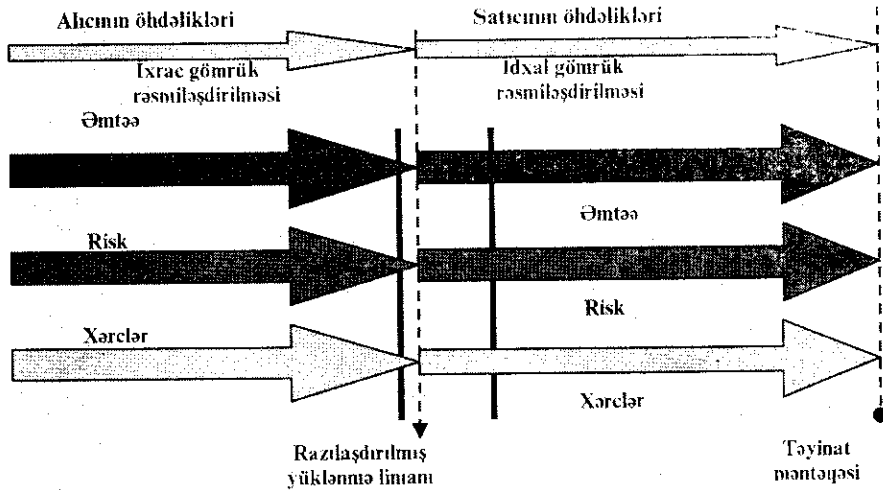 Alıcının öhdəlikləri
Satıcının öhdəlikləri
İxrac gömrük
rəsmiləşdirilməsi
İdxal gömrük
rəsmiləşdirilməsi
Əmtəə
Əmtəə
Risk
Risk
Xərclər
Xərclər
Razılaşdırılmış
yüklənmə limanı
Təyinat
məntəqəsi